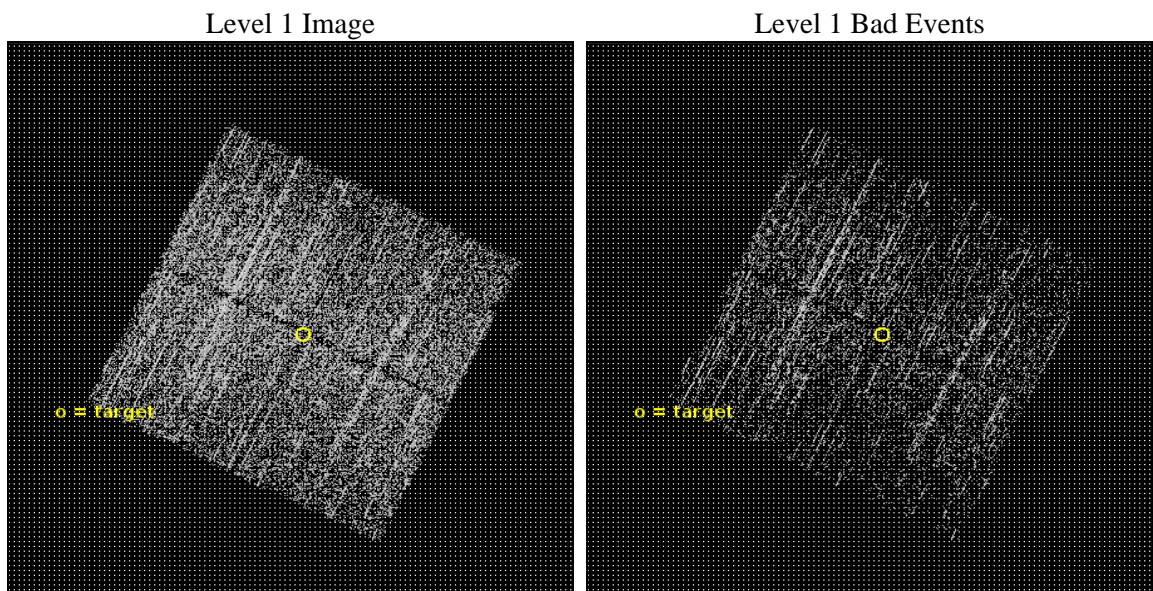 Level 1 Image
Level 1 Bad Events
o = target
o = target